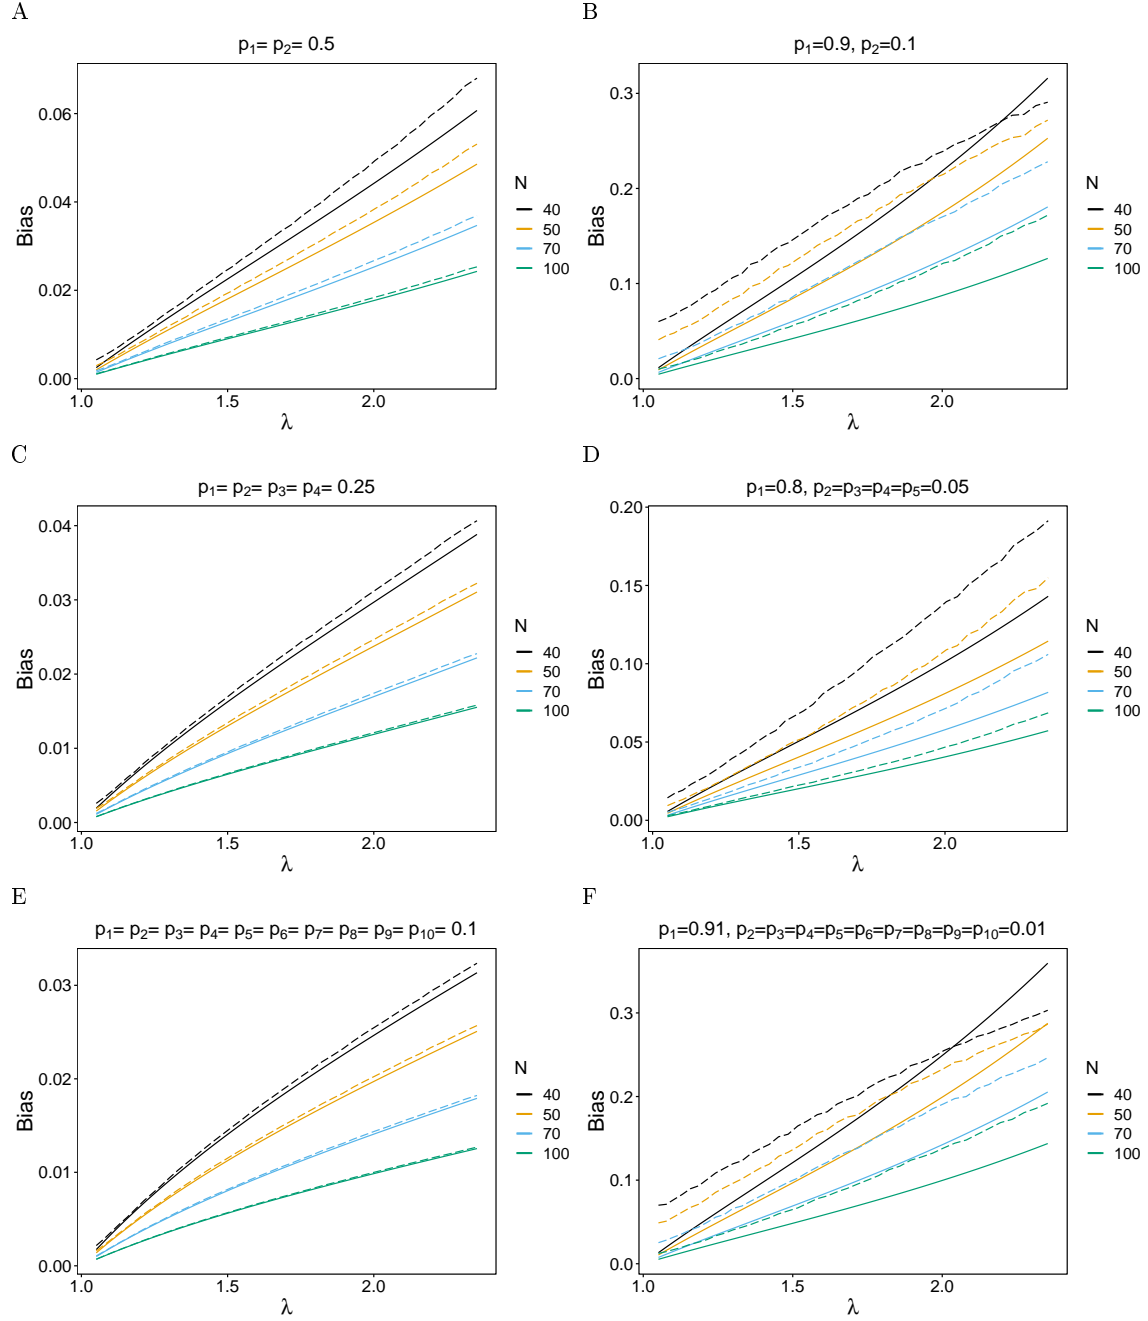 A
p1= p2= 0.5
Bias
0.06
0.04
0.02
0.00
1.0 1.5 2.0
λ
N
40
50
70
100
B
p1=0.9, p2=0.1
Bias
0.3
0.2
0.1
0.0
1.0 1.5 2.0
λ
N
40
50
70
100
C
p1= p2= p3= p4= 0.25
Bias
0.04
0.03
0.02
0.01
0.00
1.0 1.5 2.0
λ
N
40
50
70
100
D
p1=0.8, p2=p3=p4=p5=0.05
Bias
0.20
0.15
0.10
0.05
0.00
1.0 1.5 2.0
λ
N
40
50
70
100
E
p1= p2= p3= p4= p5= p6= p7= p8= p9= p10= 0.1
Bias
0.03
0.02
0.01
0.00
1.0 1.5 2.0
λ
N
40
50
70
100
F
p1=0.91, p2=p3=p4=p5=p6=p7=p8=p9=p10=0.01
Bias
0.3
0.2
0.1
0.0
1.0 1.5 2.0
λ
N
40
50
70
100